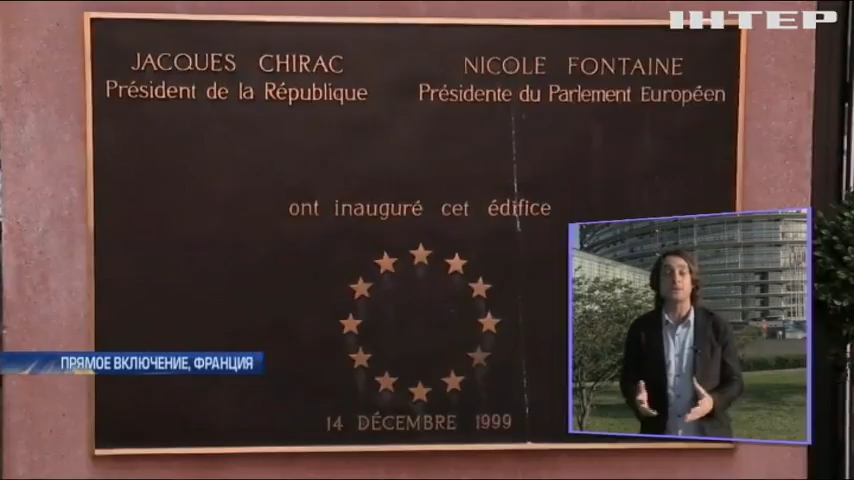 ІНТЕР
JACQUES CHIRAC
Président de la République
NICOLE FONTAINE
Présidente du Parlement Européen
ont inauguré cet édifice
14 DÉCEMBRE 1999
ПРЯМОЕ ВКЛЮЧЕНИЕ, ФРАНЦИЯ